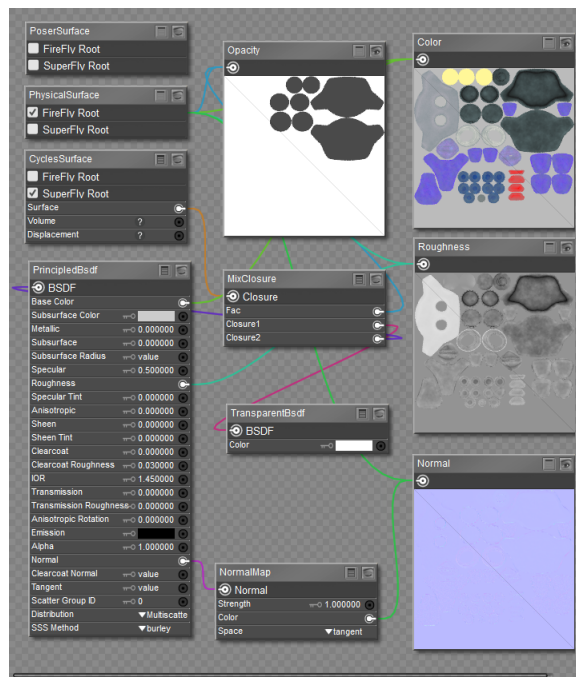 PoserSurface
FireFly Root
SuperFly Root
PhysicalSurface
FireFly Root
SuperFly Root
CyclesSurface
FireFly Root
SuperFly Root
Surface
Volume ?
Displacement ?
PrincipledBsdf
BSDF
Base Color
Subsurface Color
Metallic 0.000000
Subsurface 0.000000
Subsurface Radius value
Specular 0.500000
Roughness
Specular Tint 0.000000
Anisotropic 0.000000
Sheen 0.000000
Sheen Tint 0.000000
Clearcoat 0.000000
Clearcoat Roughness 0.030000
IOR 1.450000
Transmission 0.000000
Transmission Roughness 0.000000
Anisotropic Rotation 0.000000
Emission
Alpha 1.000000
Normal
Clearcoat Normal value
Tangent value
Scatter Group ID 0
Distribution Multiscatte
SSS Method burley
Opacity
MixClosure
Closure
Fac
Closure1
Closure2
TransparentBsdf
BSDF
Color
NormalMap
Normal
Strength 1.000000
Color
Space tangent
Color
Roughness
Normal